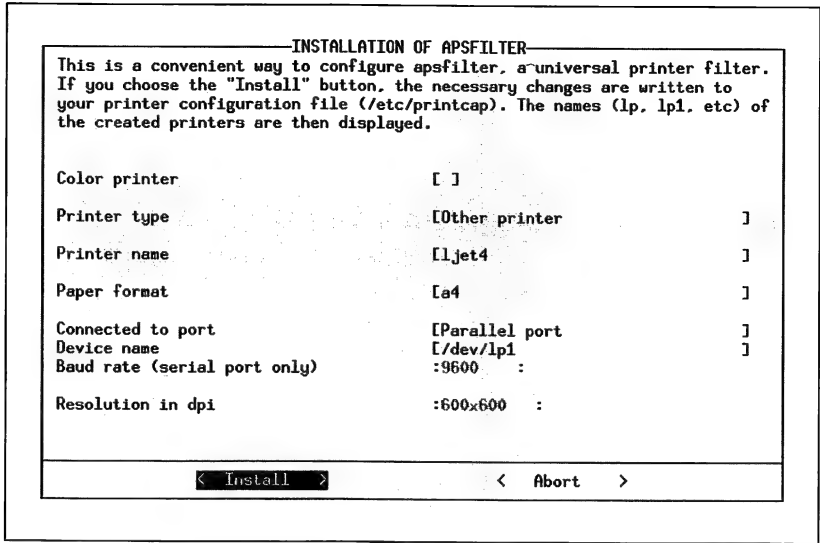 INSTALLATION OF APSFILTER
This is a convenient way to configure apsfilter, a universal printer filter.
If you choose the "Install" button, the necessary changes are written to
your printer configuration file (/etc/printcap). The names (lp, lp1, etc) of
the created printers are then displayed.
Color printer [ ]
Printer type [Other printer ]
Printer name [ljet4 ]
Paper format [a4 ]
Connected to port [Parallel port ]
Device name [/dev/lp1 ]
Baud rate (serial port only) :9600 :
Resolution in dpi :600x600 :
< Install > < Abort >